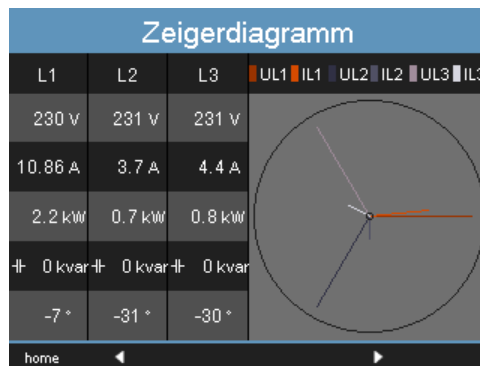 Zeigerdiagramm
L1 L2 L3 UL1 IL1 UL2 IL2 UL3 IL3
230 V 231 V 231 V
10.86 A 3.7 A 4.4 A
2.2 kW 0.7 kW 0.8 kW
0 kvar 0 kvar 0 kvar
-7 ° -31 ° -30 °
home